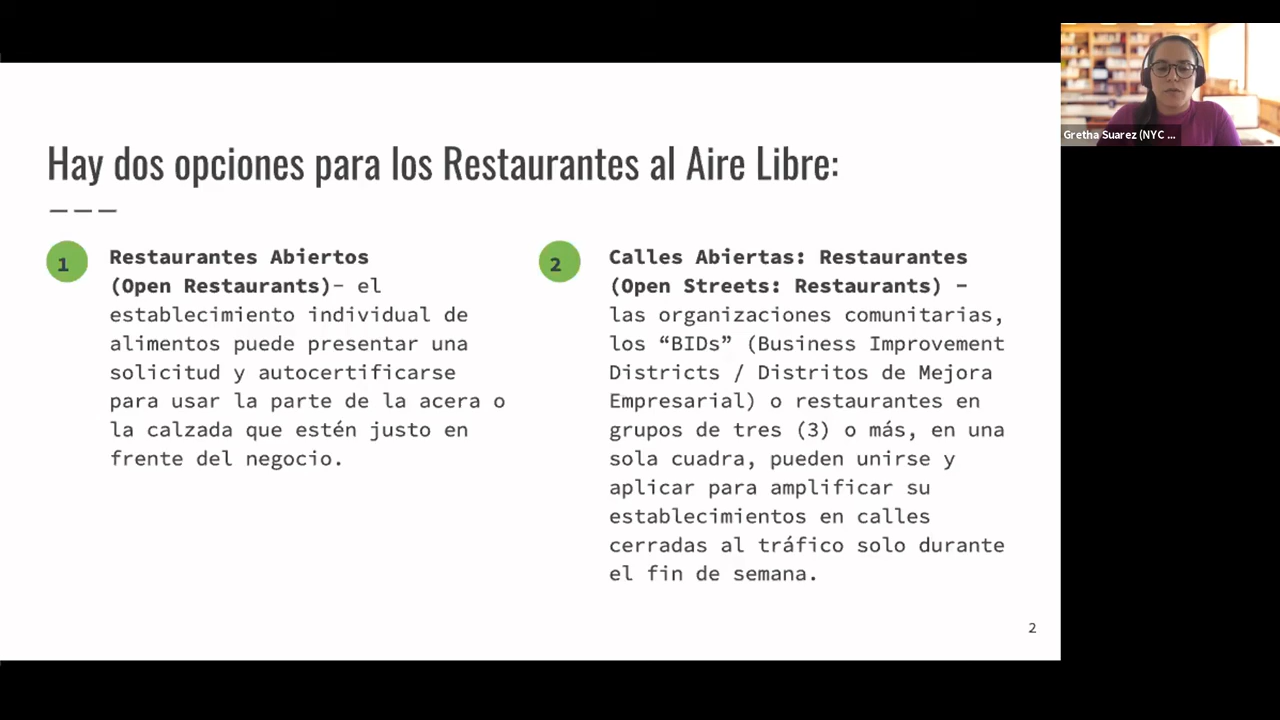 Hay dos opciones para los Restaurantes al Aire Libre:
1
Restaurantes Abiertos
(Open Restaurants)– el
establecimiento individual de
alimentos puede presentar una
solicitud y autocertificarse
para usar la parte de la acera o
la calzada que estén justo en
frente del negocio.
2
Calles Abiertas: Restaurantes
(Open Streets: Restaurants) –
las organizaciones comunitarias,
los “BIDs” (Business Improvement
Districts / Distritos de Mejora
Empresarial) o restaurantes en
grupos de tres (3) o más, en una
sola cuadra, pueden unirse y
aplicar para amplificar su
establecimientos en calles
cerradas al tráfico solo durante
el fin de semana.
2
Gretha Suarez (NYC ...